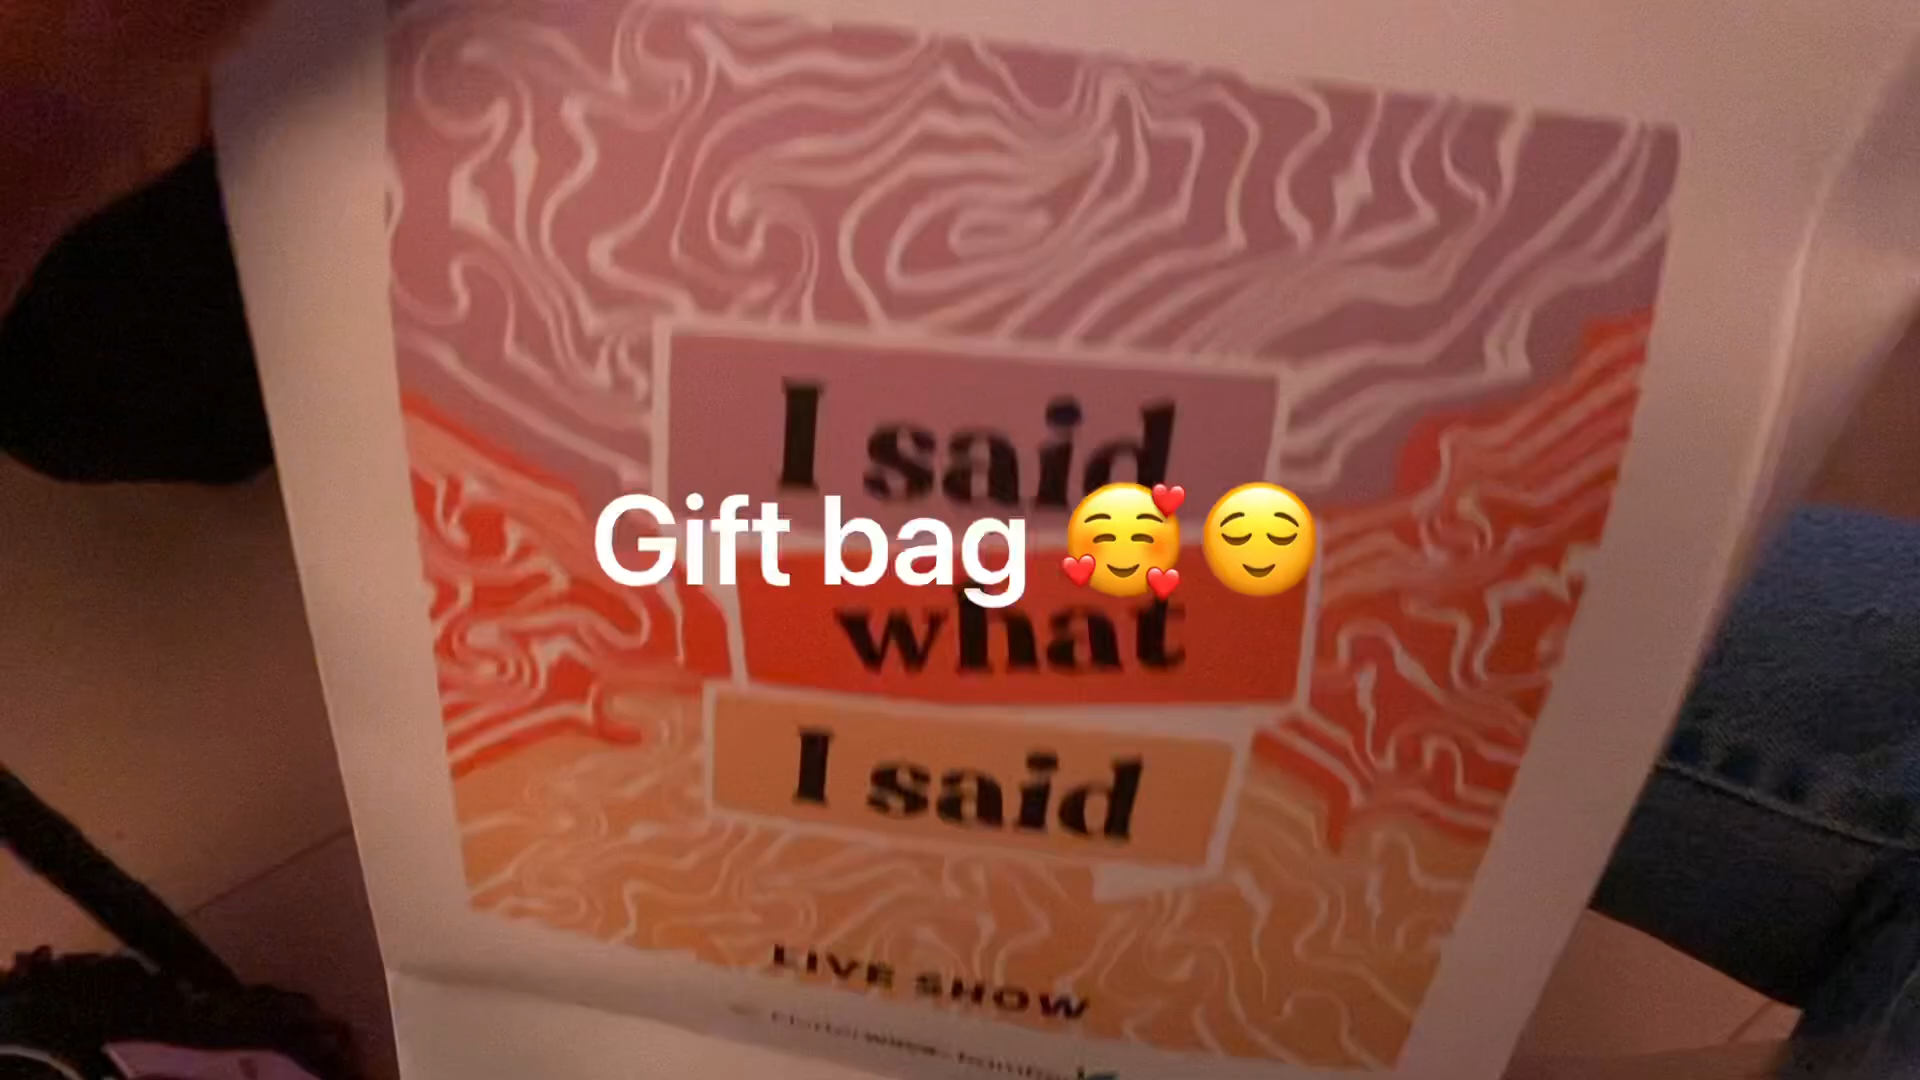 I said
Gift bag 🥰😌
what
I said
LIVE SHOW